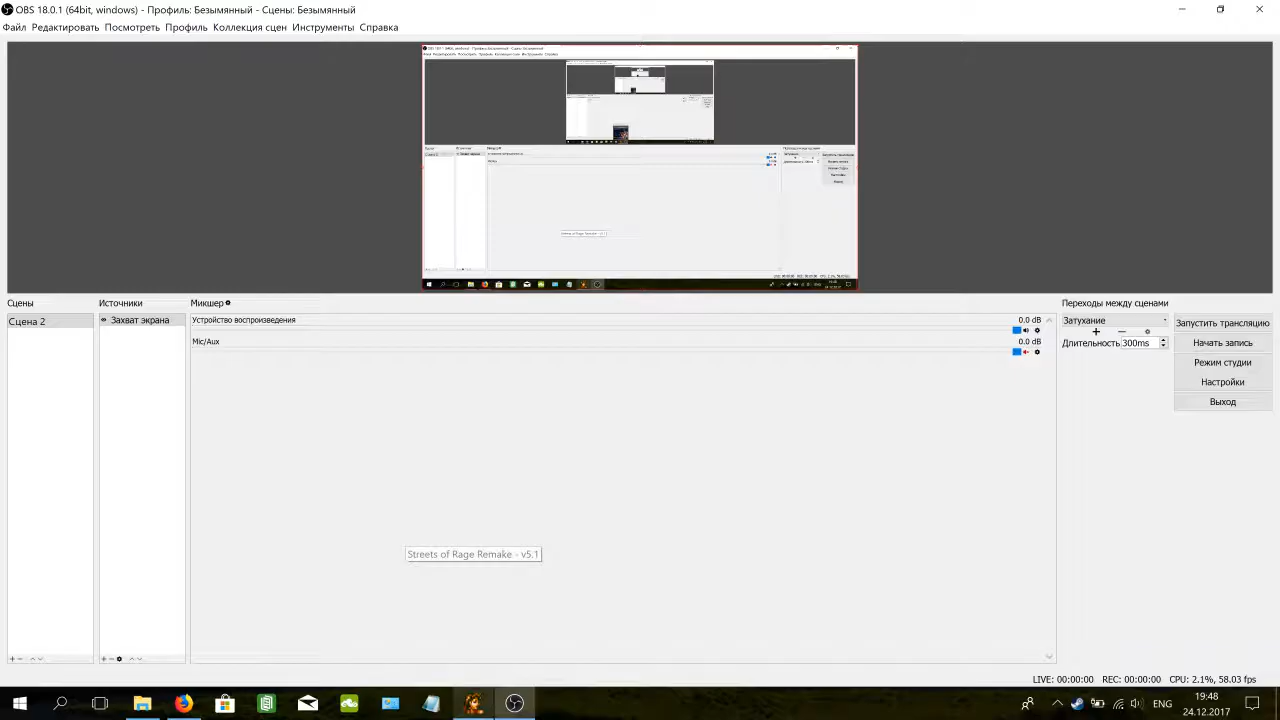 OBS 18.0.1 (64bit, windows) - Профиль: Безымянный - Сцены: Безымянный
Файл Редактировать Посмотреть Профиль Коллекция сцен Инструменты Справка
Сцены
Источники
Микшер
Переходы между сценами
Сцена 2
Захват экрана
Устройство воспроизведения
0.0 dB
Затухание
Запустить трансляцию
Mic/Aux
0.0 dB
Длительность 300ms
Начать запись
Режим студии
Настройки
Выход
Streets of Rage Remake - v5.1
LIVE: 00:00:00 REC: 00:00:00 CPU: 2.1%, 58.03 fps
ENG
19:48
24.12.2017